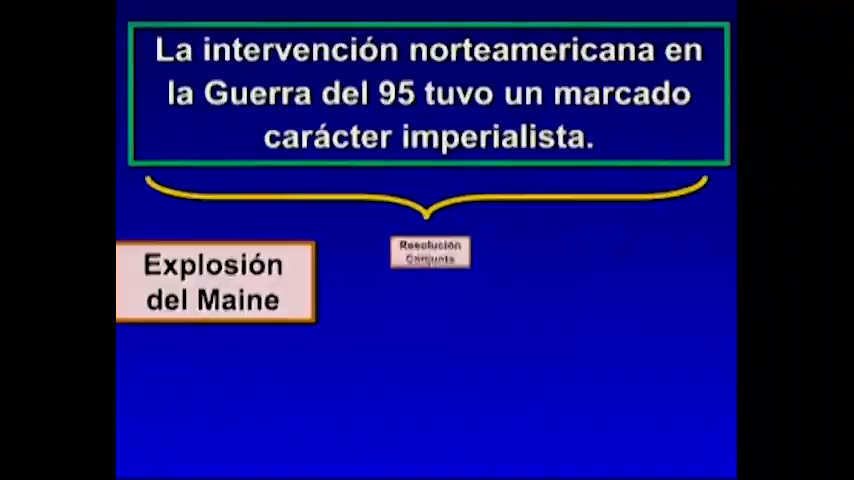 La intervención norteamericana en
la Guerra del 95 tuvo un marcado
carácter imperialista.
Explosión
del Maine
Resolución
Conjunta